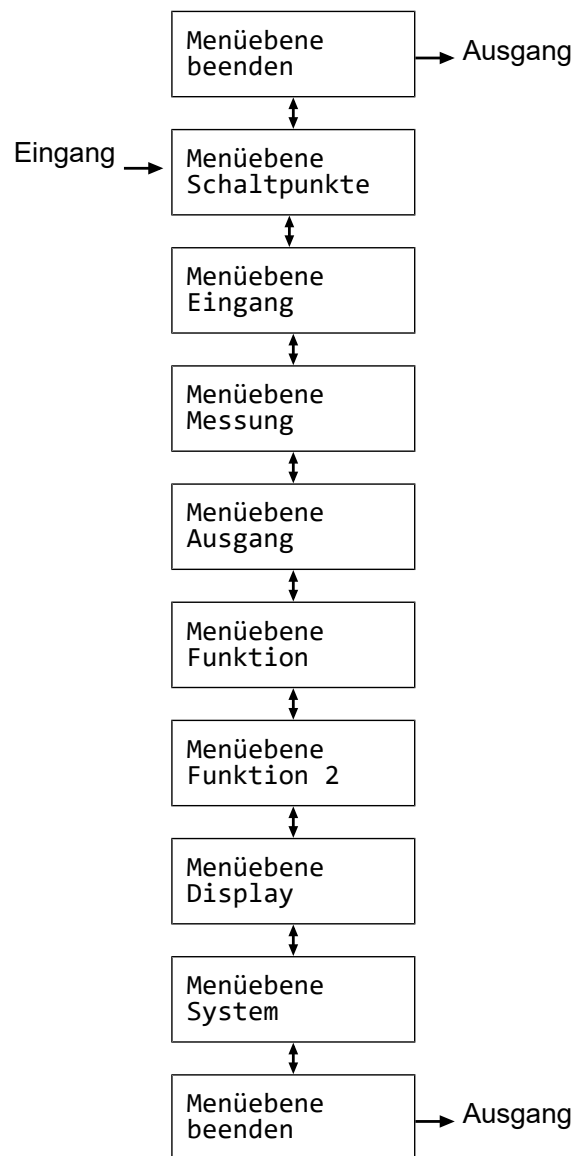 Menüebene
beenden
Ausgang
Eingang
Menüebene
Schaltpunkte
Menüebene
Eingang
Menüebene
Messung
Menüebene
Ausgang
Menüebene
Funktion
Menüebene
Funktion 2
Menüebene
Display
Menüebene
System
Menüebene
beenden
Ausgang